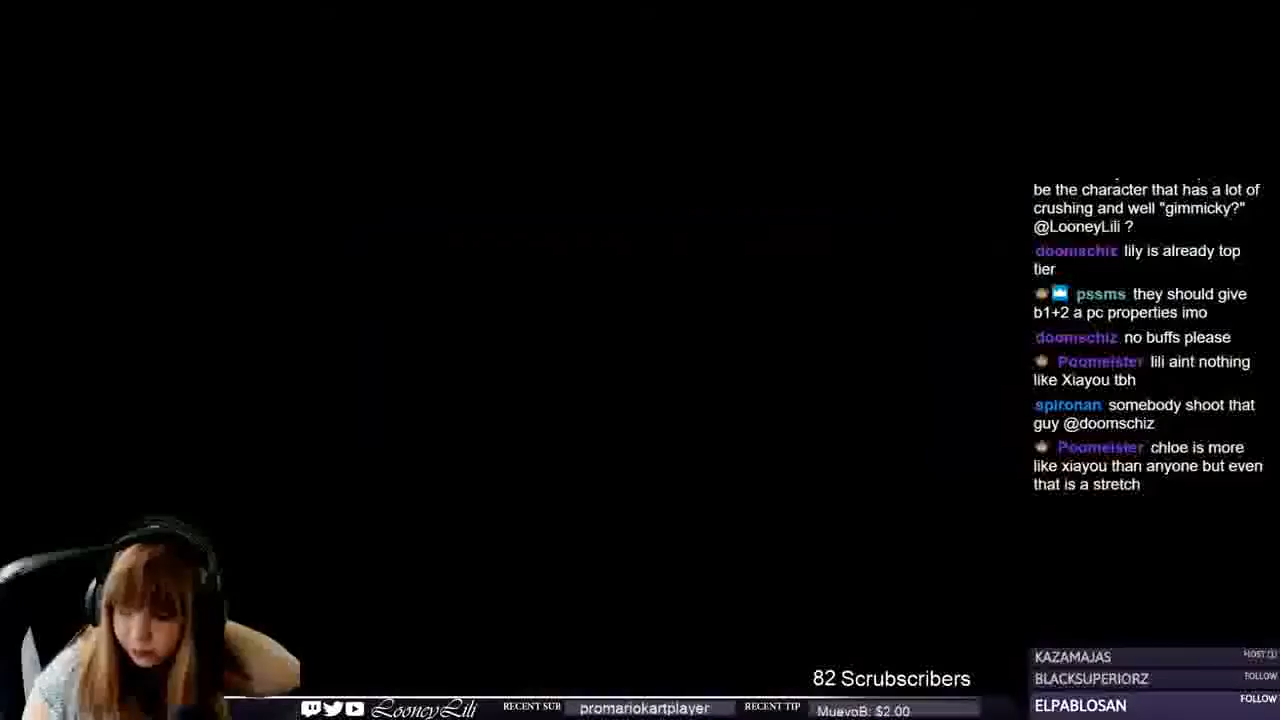 be the character that has a lot of
crushing and well "gimmicky?"
@LooneyLili ?
doomschiz lily is already top
tier
pssms they should give
b1+2 a pc properties imo
doomschiz no buffs please
Poomeister lili aint nothing
like Xiayou tbh
spironan somebody shoot that
guy @doomschiz
Poomeister chloe is more
like xiayou than anyone but even
that is a stretch
82 Scrubscribers
KAZAMAJAS HOST (1)
BLACKSUPERIORZ FOLLOW
ELPABLOSAN FOLLOW
LooneyLili RECENT SUB promariokartplayer RECENT TIP MuevoB: $2.00